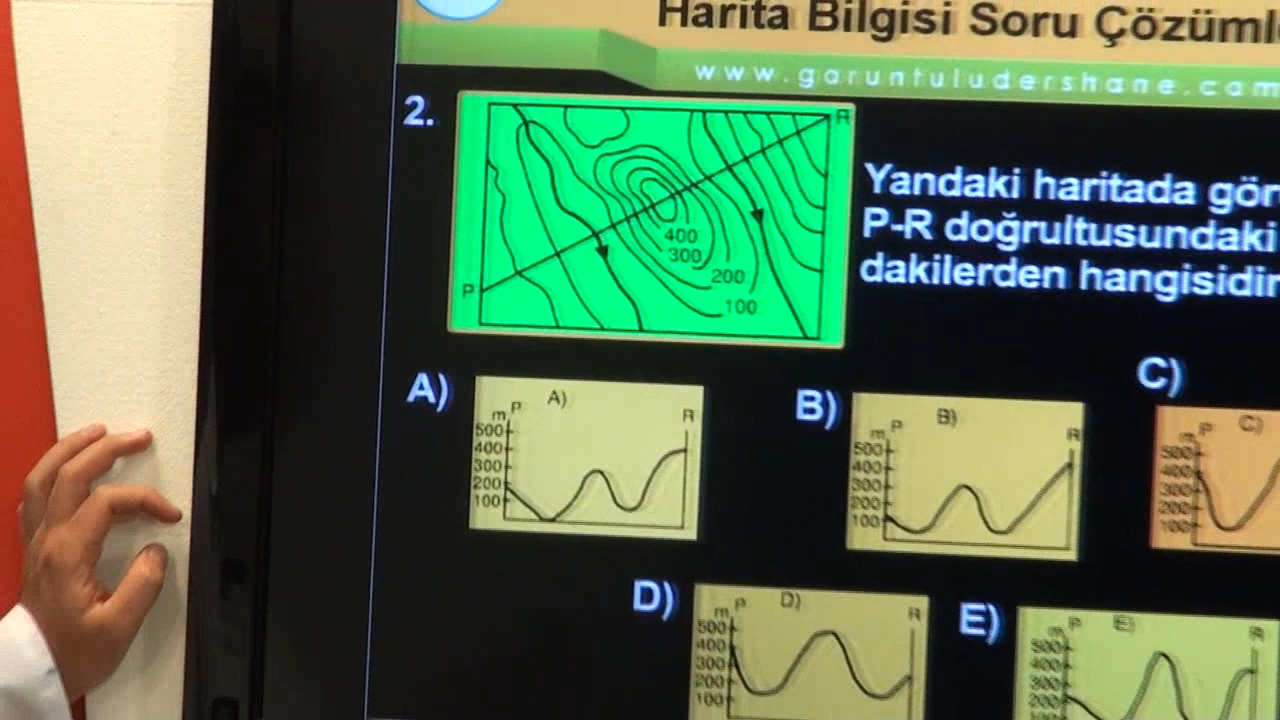 Harita Bilgisi Soru Çözümle
www.goruntuludershane.com
2.
R
P
400
300
200
100
Yandaki haritada gör
P-R doğrultusundaki
dakilerden hangisidir
A)
A)
m P R
500
400
300
200
100
B)
B)
m P R
500
400
300
200
100
C)
C)
m P
500
400
300
200
100
D)
D)
m P R
500
400
300
200
100
E)
E)
m P R
500
400
300
200
100